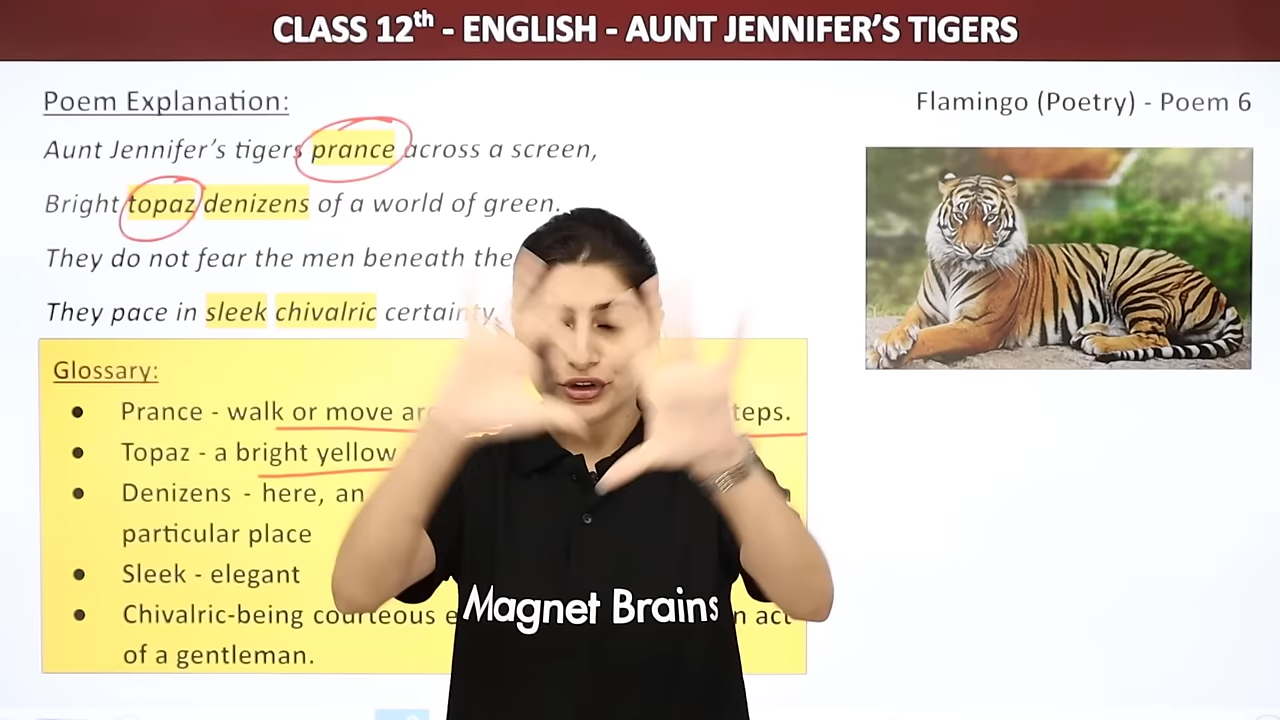 CLASS 12th - ENGLISH - AUNT JENNIFER'S TIGERS
Poem Explanation:
Flamingo (Poetry) - Poem 6
Aunt Jennifer's tigers prance across a screen,
Bright topaz denizens of a world of green.
They do not fear the men beneath the
They pace in sleek chivalric certainty.
Glossary:
● Prance - walk or move teps.
● Topaz - a bright yellow
● Denizens - here, an
particular place
● Sleek - elegant
● Chivalric-being courteous act
of a gentleman.
Magnet Brains